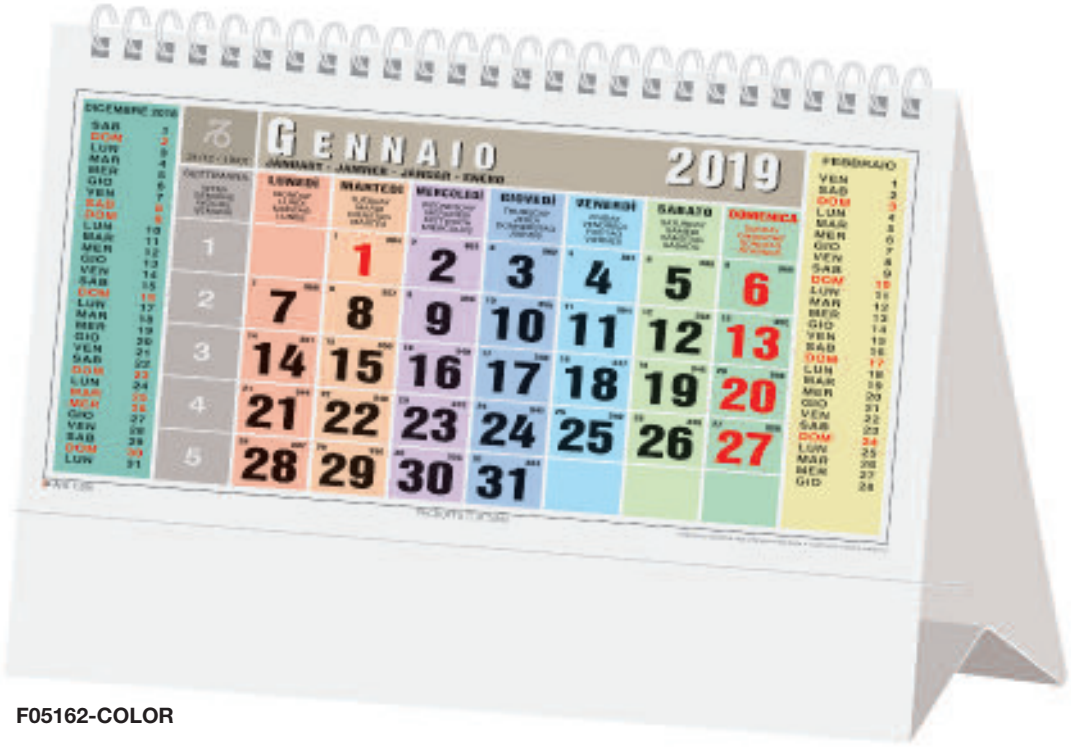 DICEMBRE 2018
SAB 1
DOM 2
LUN 3
MAR 4
MER 5
GIO 6
VEN 7
SAB 8
DOM 9
LUN 10
MAR 11
MER 12
GIO 13
VEN 14
SAB 15
DOM 16
LUN 17
MAR 18
MER 19
GIO 20
VEN 21
SAB 22
DOM 23
LUN 24
MAR 25
MER 26
GIO 27
VEN 28
SAB 29
DOM 30
LUN 31
GENNAIO 2019
JANUARY - JANVIER - JANUAR - ENERO
SETTIMANA LUNEDÌ MARTEDÌ MERCOLEDÌ GIOVEDÌ VENERDÌ SABATO DOMENICA
1 1 2 3 4 5 6
2 7 8 9 10 11 12 13
3 14 15 16 17 18 19 20
4 21 22 23 24 25 26 27
5 28 29 30 31
FEBBRAIO
VEN 1
SAB 2
DOM 3
LUN 4
MAR 5
MER 6
GIO 7
VEN 8
SAB 9
DOM 10
LUN 11
MAR 12
MER 13
GIO 14
VEN 15
SAB 16
DOM 17
LUN 18
MAR 19
MER 20
GIO 21
VEN 22
SAB 23
DOM 24
LUN 25
MAR 26
MER 27
GIO 28
F05162-COLOR